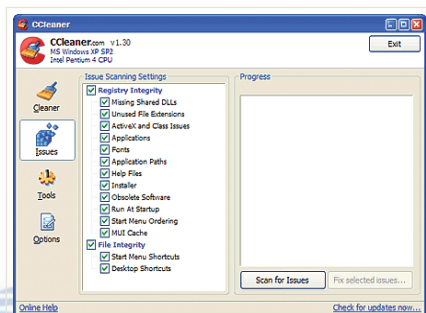 CCleaner
CCleaner.com v1.30
MS Windows XP SP2
Intel Pentium 4 CPU
Exit
Cleaner
Issues
Tools
Options
Issue Scanning Settings
Registry Integrity
Missing Shared DLLs
Unused File Extensions
ActiveX and Class Issues
Applications
Fonts
Application Paths
Help Files
Installer
Obsolete Software
Run At Startup
Start Menu Ordering
MUI Cache
File Integrity
Start Menu Shortcuts
Desktop Shortcuts
Progress
Scan for Issues
Fix selected issues...
Online Help
Check for updates now...